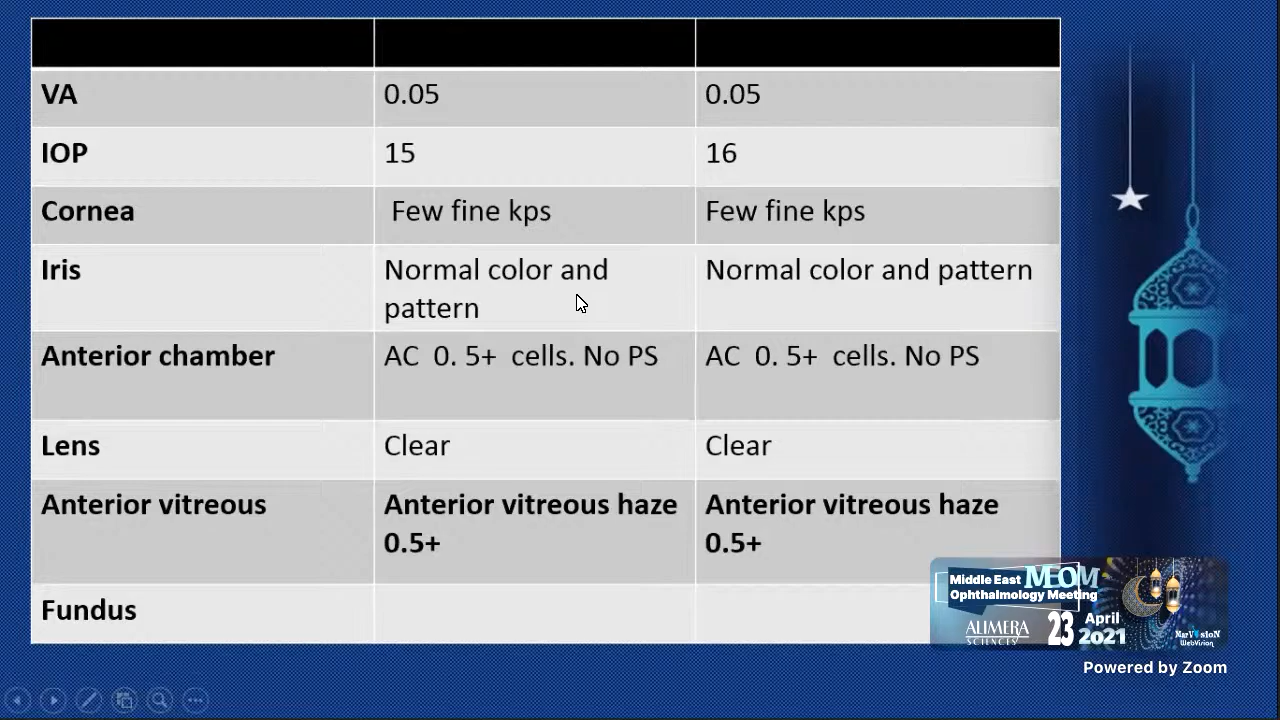 VA 0.05 0.05
IOP 15 16
Cornea Few fine kps Few fine kps
Iris Normal color and Normal color and pattern
pattern
Anterior chamber AC 0. 5+ cells. No PS AC 0. 5+ cells. No PS
Lens Clear Clear
Anterior vitreous Anterior vitreous haze Anterior vitreous haze
0.5+ 0.5+
Fundus
Middle East MEOM
Ophthalmology Meeting
ALIMERA
SCIENCES
23 April
2021
MarVision
WebVision
Powered by Zoom